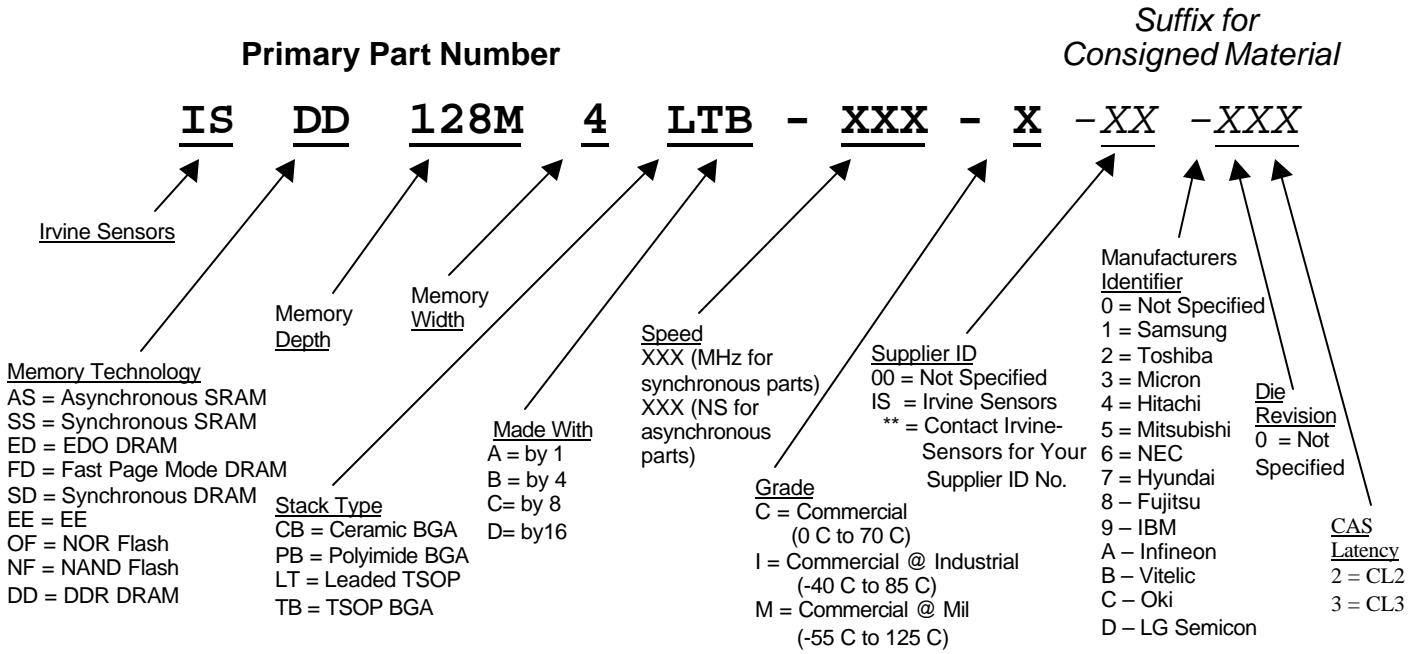 Primary Part Number
Suffix for
Consigned Material
IS DD 128M 4 LTB - XXX - X -XX -XXX
Irvine Sensors
Memory
Depth
Memory
Width
Memory Technology
AS = Asynchronous SRAM
SS = Synchronous SRAM
ED = EDO DRAM
FD = Fast Page Mode DRAM
SD = Synchronous DRAM
EE = EE
OF = NOR Flash
NF = NAND Flash
DD = DDR DRAM
Stack Type
CB = Ceramic BGA
PB = Polyimide BGA
LT = Leaded TSOP
TB = TSOP BGA
Made With
A = by 1
B = by 4
C= by 8
D= by16
Speed
XXX (MHz for
synchronous parts)
XXX (NS for
asynchronous
parts)
Grade
C = Commercial
(0 C to 70 C)
I = Commercial @ Industrial
(-40 C to 85 C)
M = Commercial @ Mil
(-55 C to 125 C)
Supplier ID
00 = Not Specified
IS = Irvine Sensors
** = Contact Irvine-
Sensors for Your
Supplier ID No.
Manufacturers
Identifier
0 = Not Specified
1 = Samsung
2 = Toshiba
3 = Micron
4 = Hitachi
5 = Mitsubishi
6 = NEC
7 = Hyundai
8 – Fujitsu
9 – IBM
A – Infineon
B – Vitelic
C – Oki
D – LG Semicon
Die
Revision
0 = Not
Specified
CAS
Latency
2 = CL2
3 = CL3